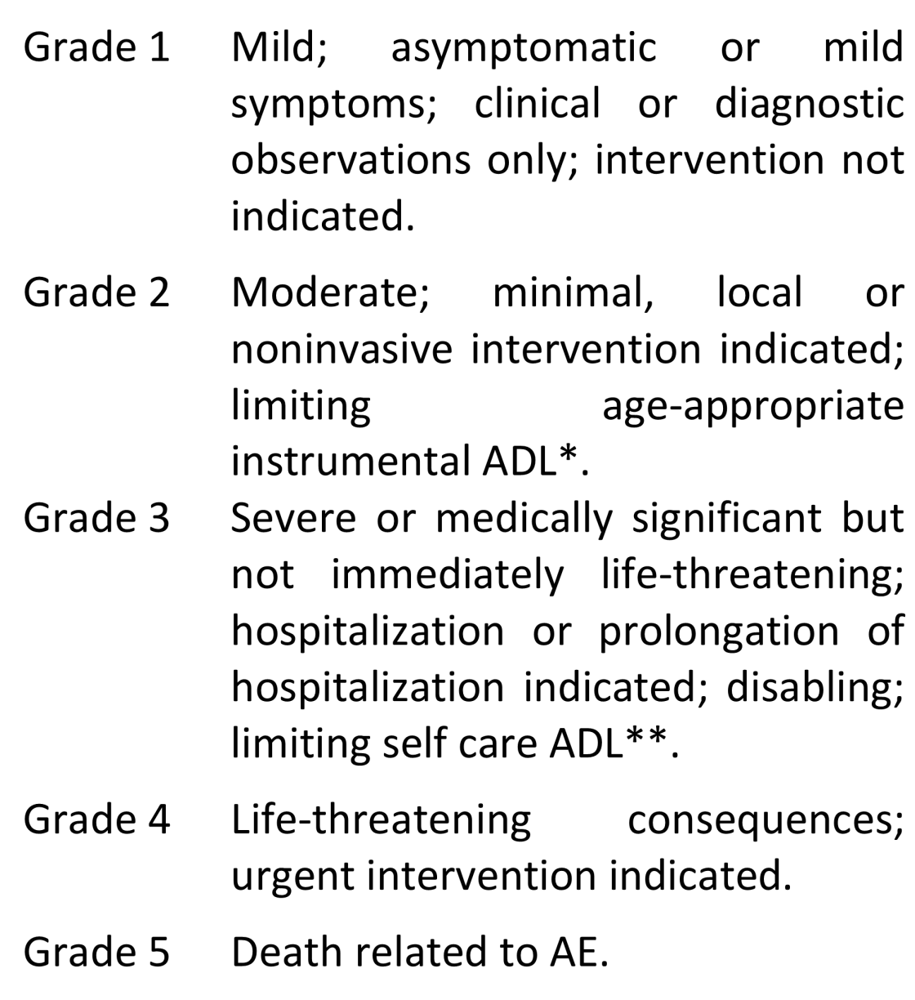 Grade 1 Mild; asymptomatic or mild
symptoms; clinical or diagnostic
observations only; intervention not
indicated.
Grade 2 Moderate; minimal, local or
noninvasive intervention indicated;
limiting age-appropriate
instrumental ADL*.
Grade 3 Severe or medically significant but
not immediately life-threatening;
hospitalization or prolongation of
hospitalization indicated; disabling;
limiting self care ADL**.
Grade 4 Life-threatening consequences;
urgent intervention indicated.
Grade 5 Death related to AE.